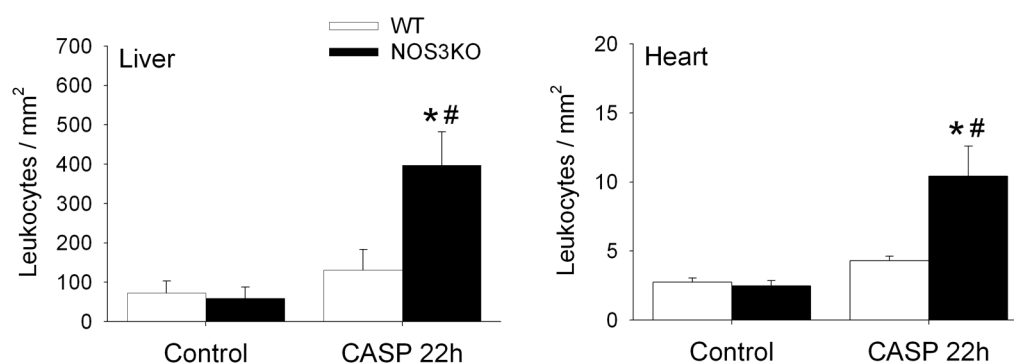 WT
NOS3KO
Liver
Leukocytes / mm²
700
600
500
400
300
200
100
0
*#
Control
CASP 22h
Heart
Leukocytes / mm²
20
15
10
5
0
*#
Control
CASP 22h